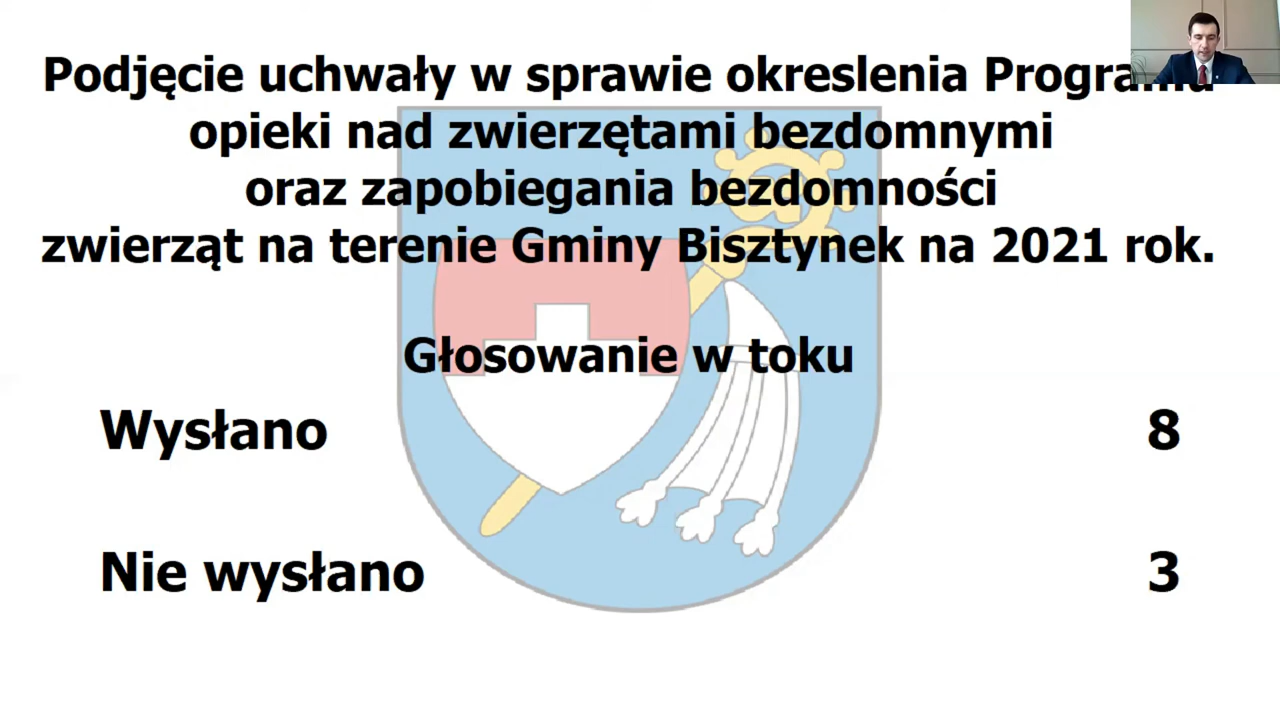 Podjęcie uchwały w sprawie okreslenia Programu
opieki nad zwierzętami bezdomnymi
oraz zapobiegania bezdomności
zwierząt na terenie Gminy Bisztynek na 2021 rok.
Głosowanie w toku
Wysłano 8
Nie wysłano 3